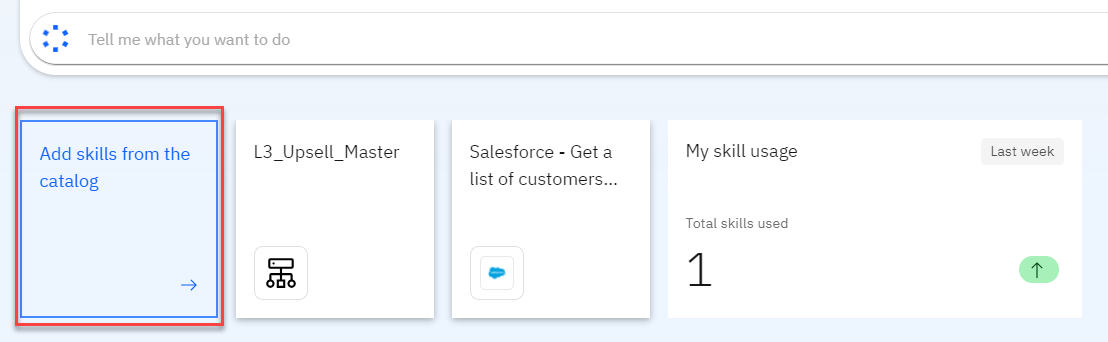 Tell me what you want to do
Add skills from the
catalog
L3_Upsell_Master
Salesforce - Get a
list of customers...
My skill usage
Last week
Total skills used
1